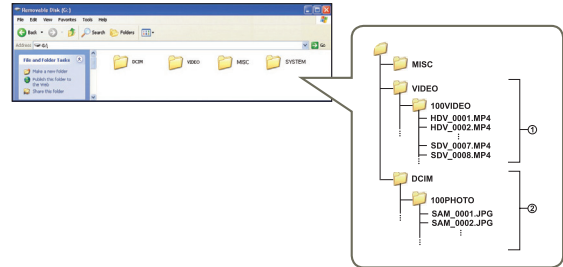 Removable Disk (G:)
File Edit View Favorites Tools Help
Back Search Folders
Address G:\ Go
File and Folder Tasks
Make a new folder
Publish this folder to
the Web
Share this folder
DCIM VIDEO MISC SYSTEM
MISC
VIDEO
100VIDEO
HDV_0001.MP4
HDV_0002.MP4
①
SDV_0007.MP4
SDV_0008.MP4
DCIM
100PHOTO
②
SAM_0001.JPG
SAM_0002.JPG